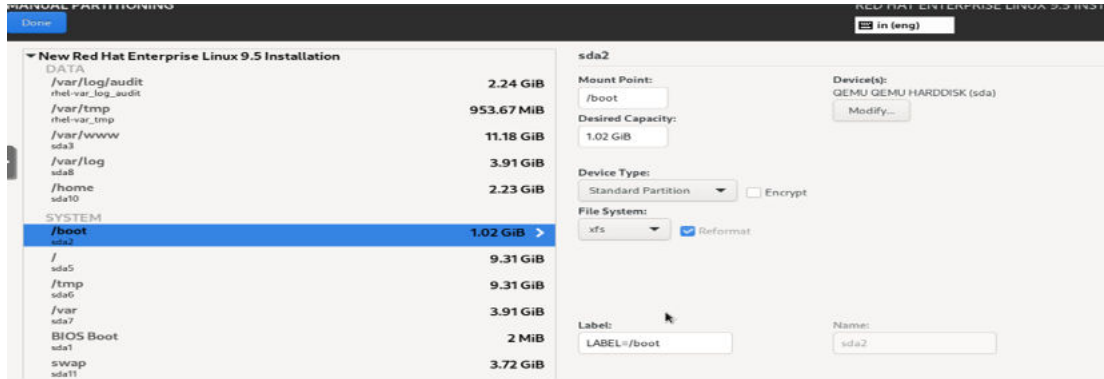 MANUAL PARTITIONING
RED HAT ENTERPRISE LINUX 9.5 INST
Done
in (eng)
New Red Hat Enterprise Linux 9.5 Installation
DATA
/var/log/audit 2.24 GiB
rhel-var_log_audit
/var/tmp 953.67 MiB
rhel-var_tmp
/var/www 11.18 GiB
sda3
/var/log 3.91 GiB
sda8
/home 2.23 GiB
sda10
SYSTEM
/boot 1.02 GiB
sda2
/ 9.31 GiB
sda5
/tmp 9.31 GiB
sda6
/var 3.91 GiB
sda7
BIOS Boot 2 MiB
sda1
swap 3.72 GiB
sda11
sda2
Mount Point:
/boot
Desired Capacity:
1.02 GiB
Device(s):
QEMU QEMU HARDDISK (sda)
Modify...
Device Type:
Standard Partition
Encrypt
File System:
xfs
Reformat
Label:
LABEL=/boot
Name:
sda2